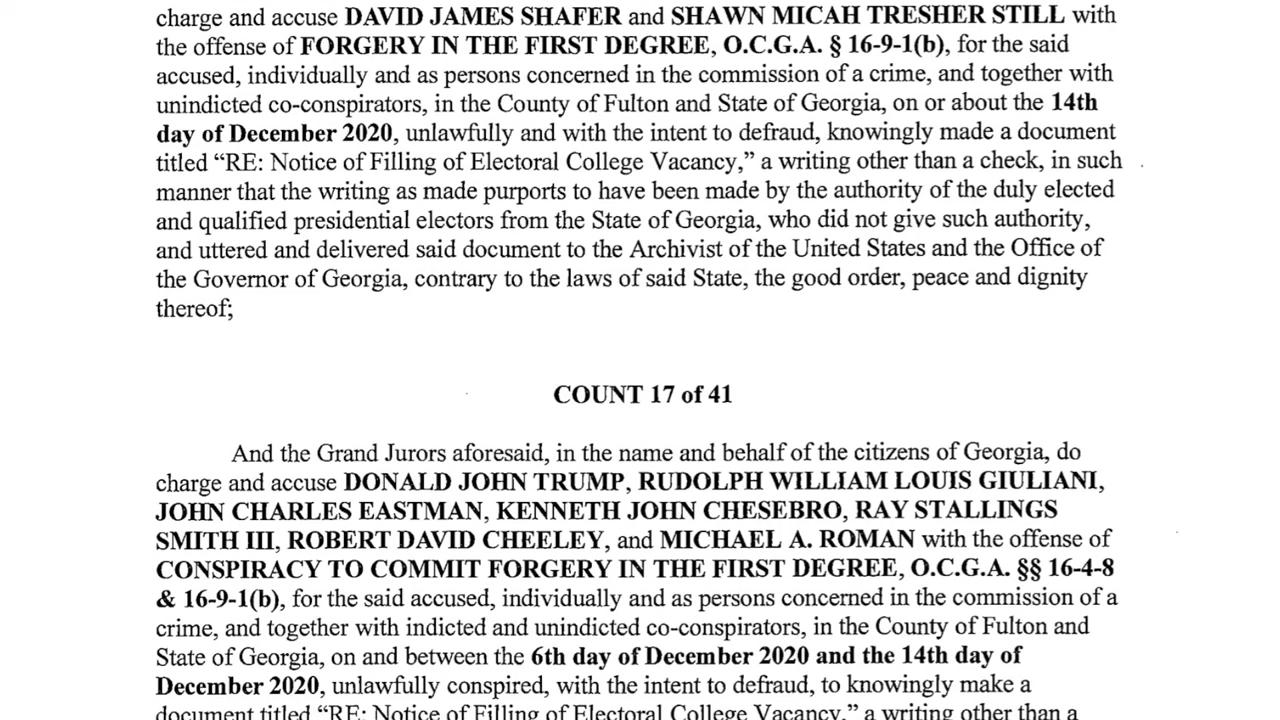 charge and accuse DAVID JAMES SHAFER and SHAWN MICAH TRESHER STILL with
the offense of FORGERY IN THE FIRST DEGREE, O.C.G.A. § 16-9-1(b), for the said
accused, individually and as persons concerned in the commission of a crime, and together with
unindicted co-conspirators, in the County of Fulton and State of Georgia, on or about the 14th
day of December 2020, unlawfully and with the intent to defraud, knowingly made a document
titled “RE: Notice of Filling of Electoral College Vacancy,” a writing other than a check, in such
manner that the writing as made purports to have been made by the authority of the duly elected
and qualified presidential electors from the State of Georgia, who did not give such authority,
and uttered and delivered said document to the Archivist of the United States and the Office of
the Governor of Georgia, contrary to the laws of said State, the good order, peace and dignity
thereof;
COUNT 17 of 41
And the Grand Jurors aforesaid, in the name and behalf of the citizens of Georgia, do
charge and accuse DONALD JOHN TRUMP, RUDOLPH WILLIAM LOUIS GIULIANI,
JOHN CHARLES EASTMAN, KENNETH JOHN CHESEBRO, RAY STALLINGS
SMITH III, ROBERT DAVID CHEELEY, and MICHAEL A. ROMAN with the offense of
CONSPIRACY TO COMMIT FORGERY IN THE FIRST DEGREE, O.C.G.A. §§ 16-4-8
& 16-9-1(b), for the said accused, individually and as persons concerned in the commission of a
crime, and together with indicted and unindicted co-conspirators, in the County of Fulton and
State of Georgia, on and between the 6th day of December 2020 and the 14th day of
December 2020, unlawfully conspired, with the intent to defraud, to knowingly make a
document titled “RE: Notice of Filling of Electoral College Vacancy,” a writing other than a